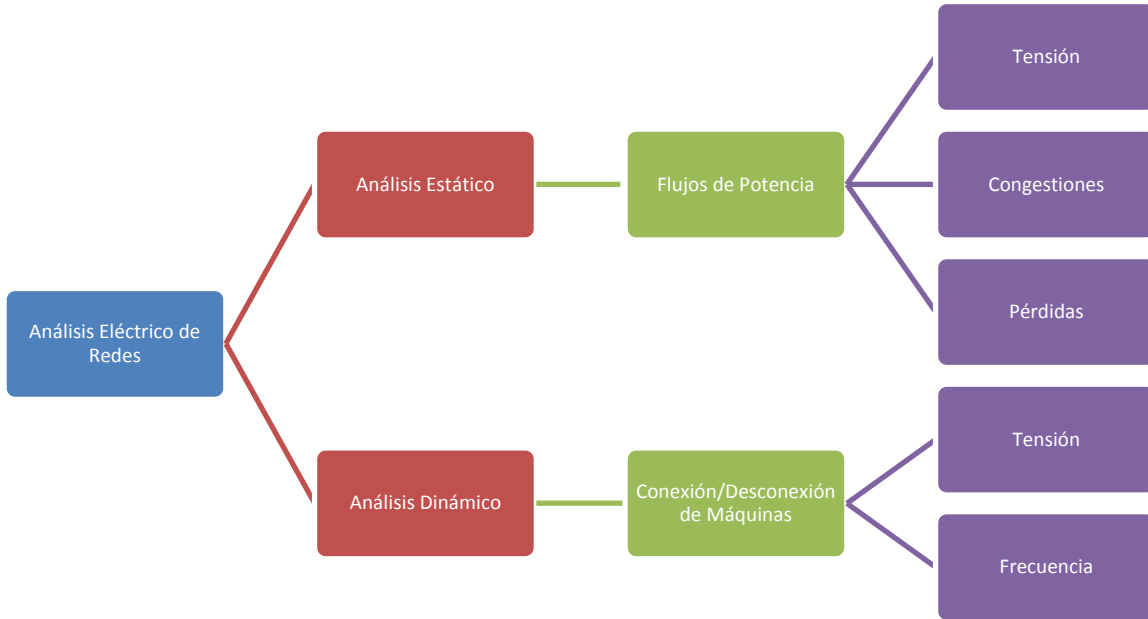 Análisis Eléctrico de
Redes
Análisis Estático
Flujos de Potencia
Tensión
Congestiones
Pérdidas
Análisis Dinámico
Conexión/Desconexión
de Máquinas
Tensión
Frecuencia